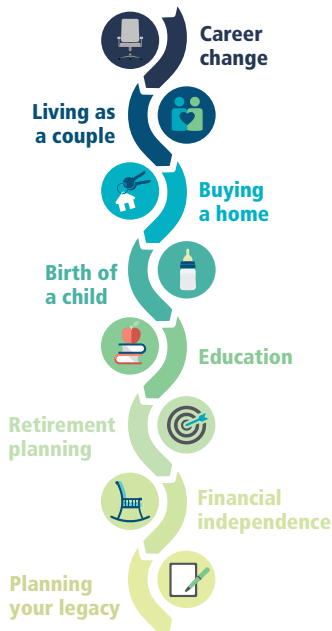 Career
change
Living as
a couple
Buying
a home
Birth of
a child
Education
Retirement
planning
Financial
independence
Planning
your legacy